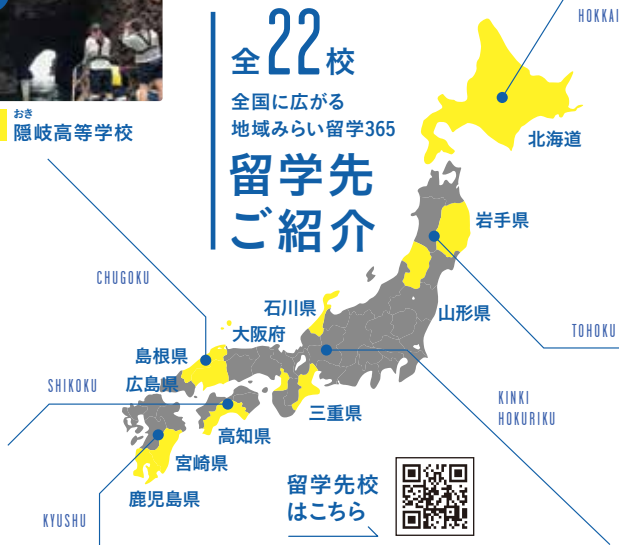 おき
隠岐高等学校
全22校
全国に広がる
地域みらい留学365
留学先
ご紹介
HOKKAI
北海道
岩手県
山形県
TOHOKU
CHUGOKU
石川県
大阪府
島根県
広島県
SHIKOKU
三重県
高知県
宮崎県
鹿児島県
KINKI
HOKURIKU
KYUSHU
留学先校
はこちら